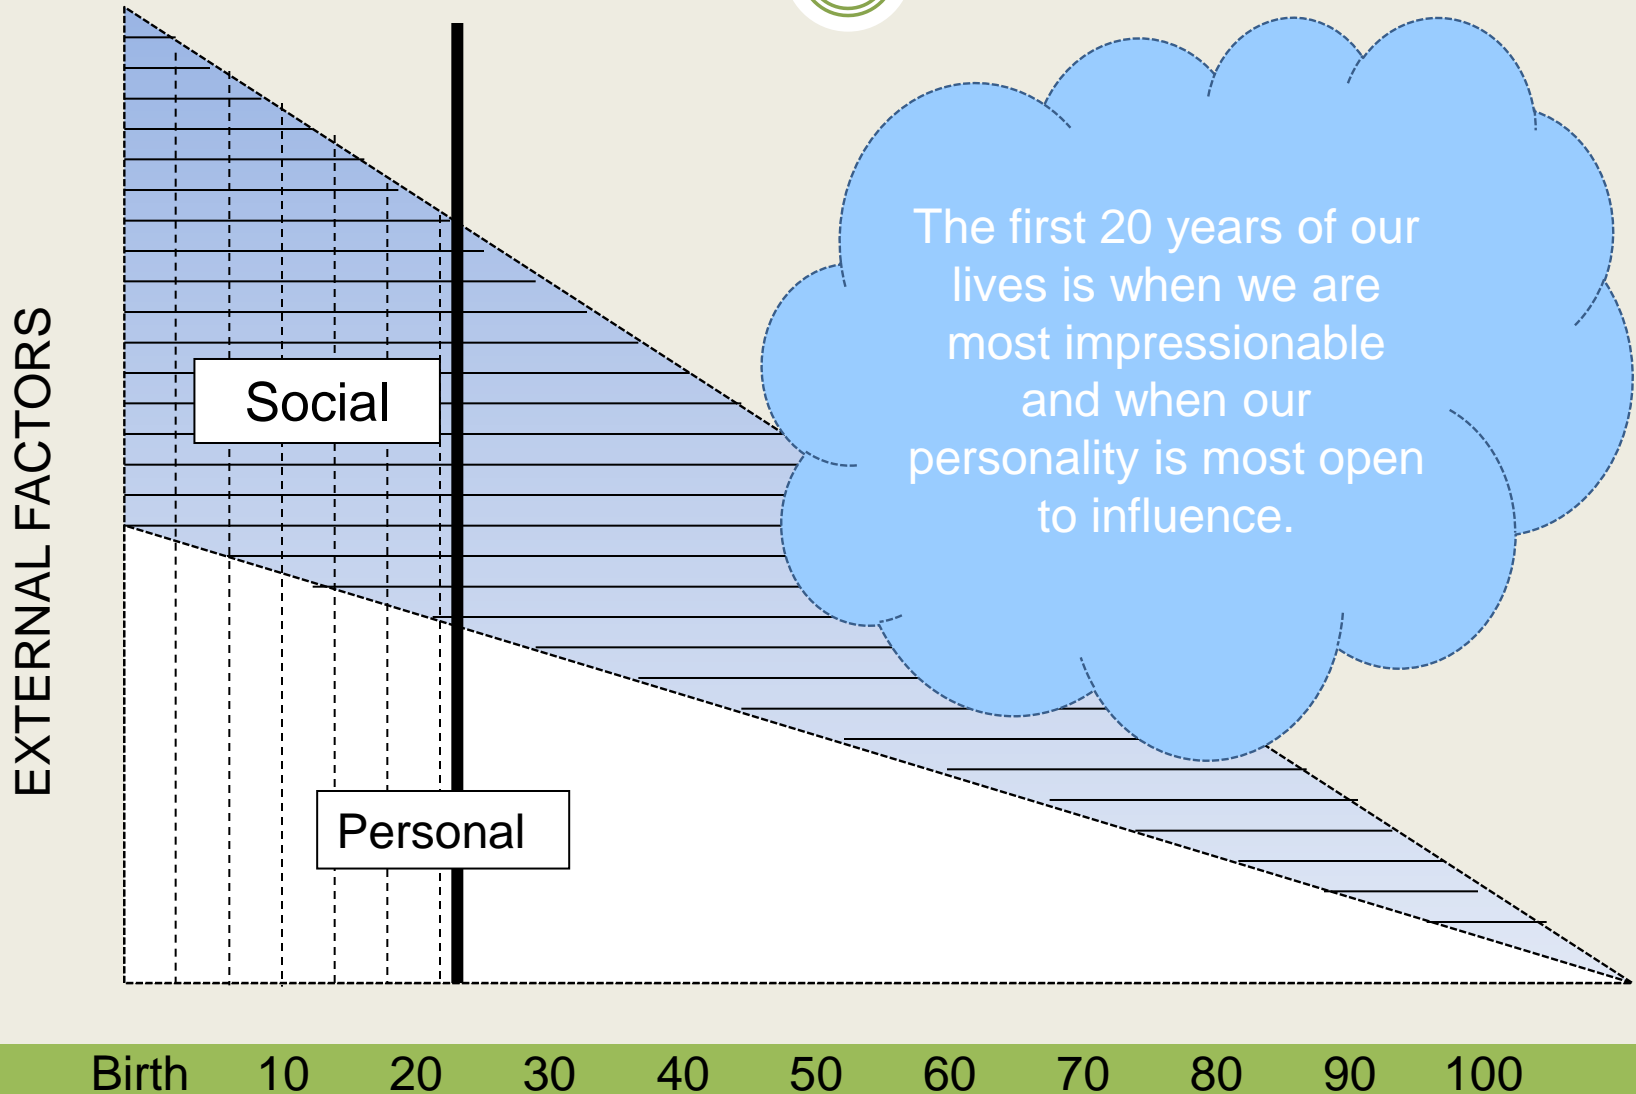 EXTERNAL FACTORS
The first 20 years of our
lives is when we are
most impressionable
and when our
personality is most open
to influence.
Social
Personal
Birth 10 20 30 40 50 60 70 80 90 100